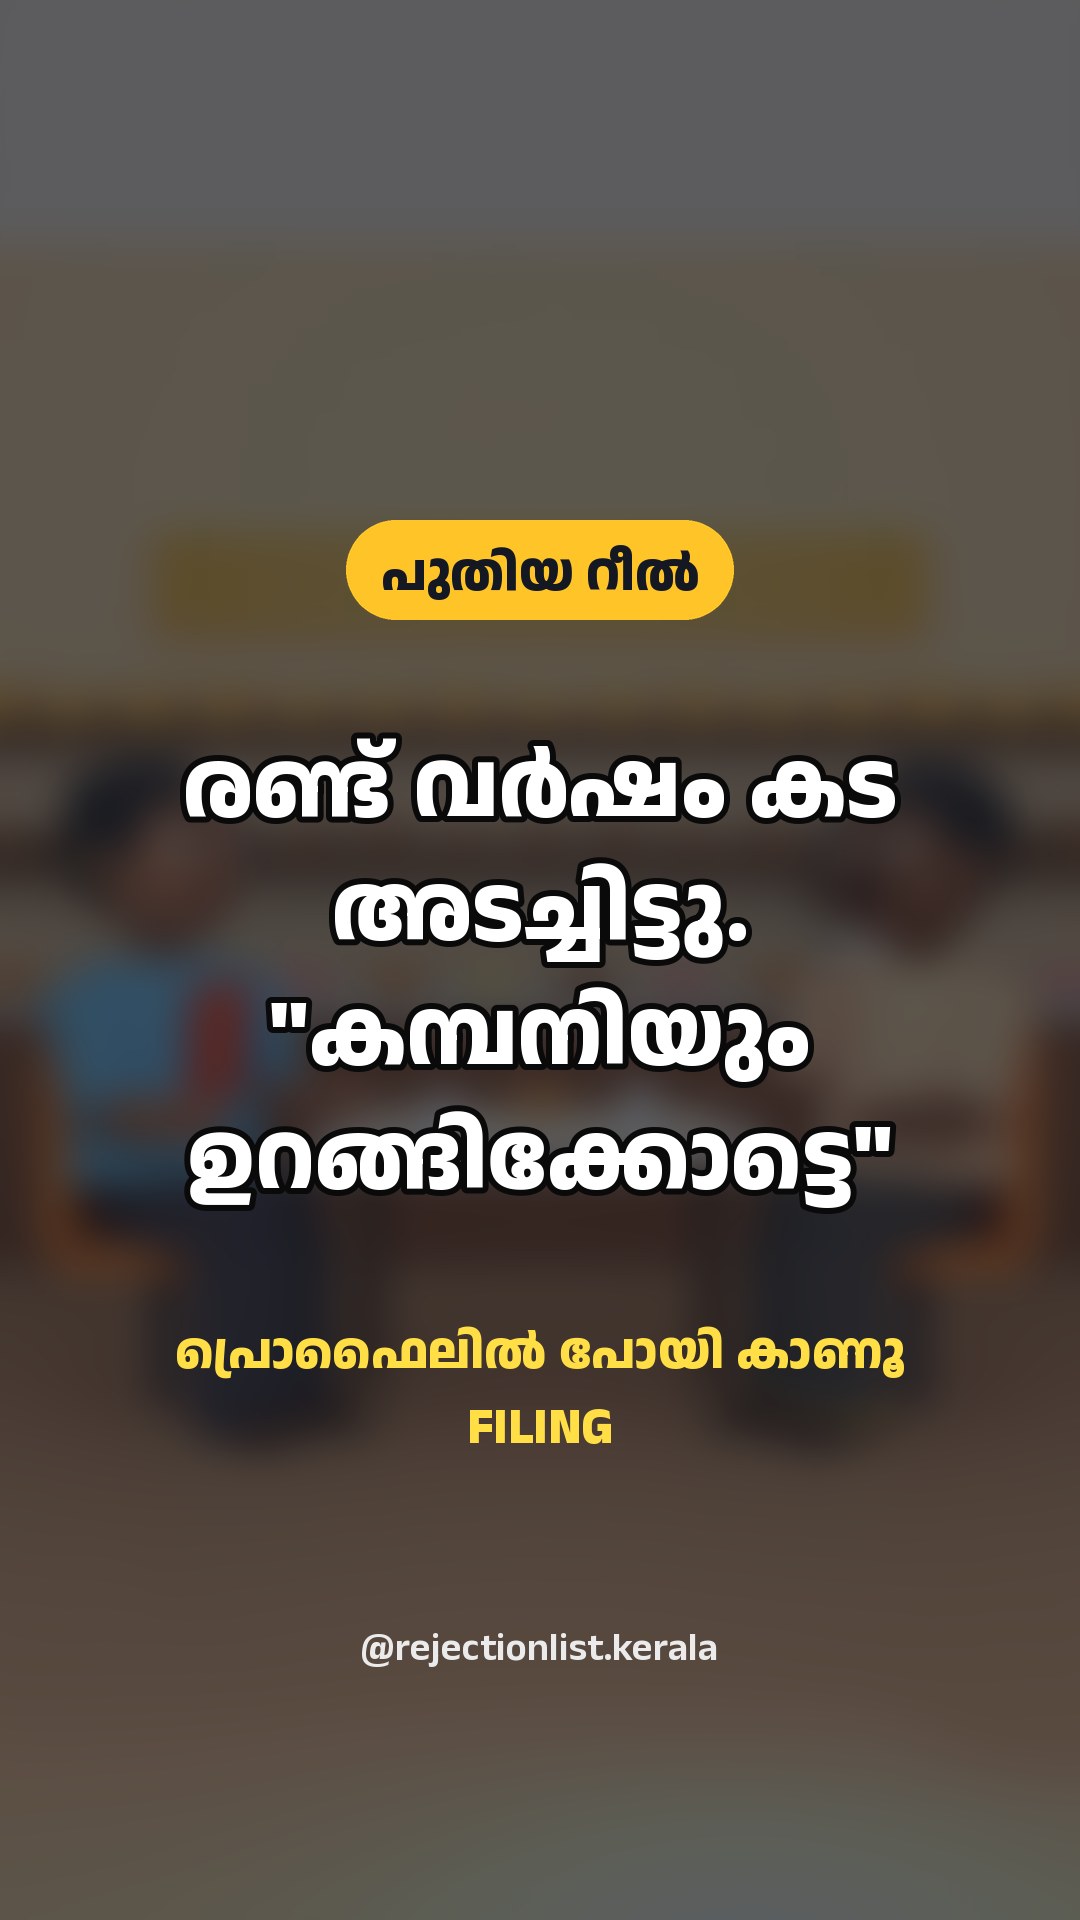 പുതിയ റീൽ
രണ്ട് വർഷം കട
അടച്ചിട്ടു.
"കമ്പനിയും
ഉറങ്ങിക്കോട്ടെ"
പ്രൊഫൈലിൽ പോയി കാണൂ
FILING
@rejectionlist.kerala